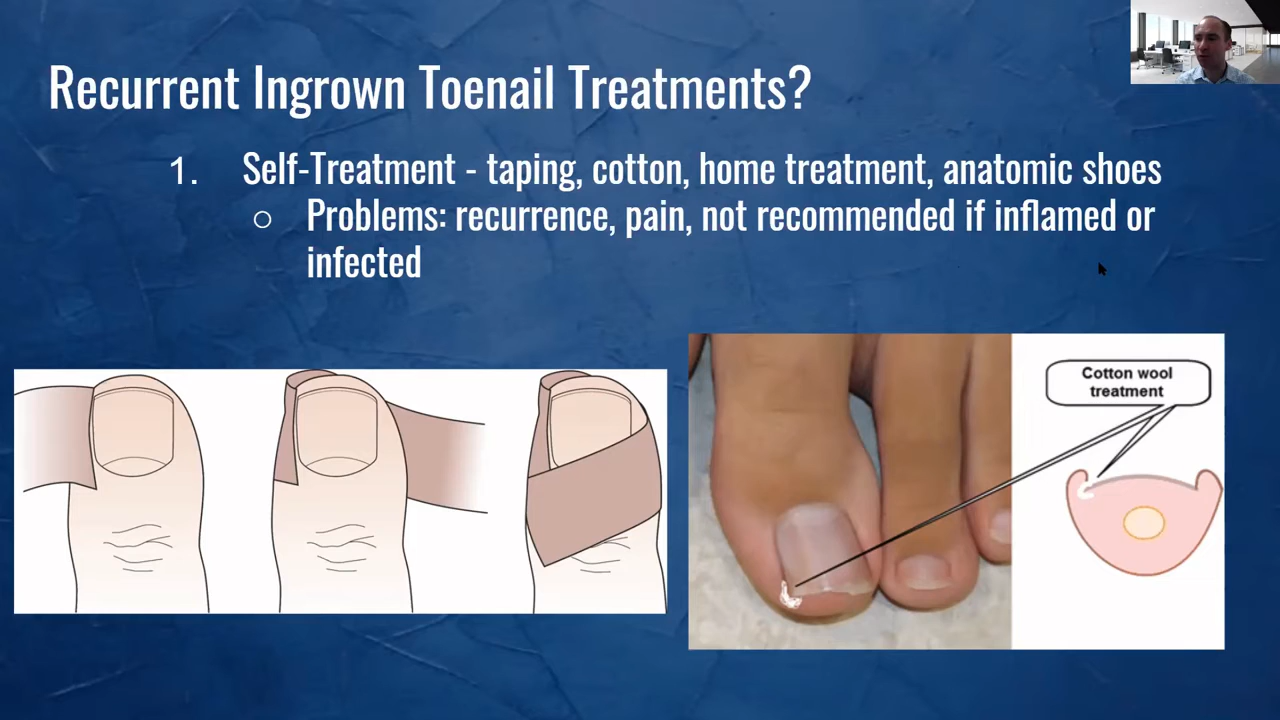 Recurrent Ingrown Toenail Treatments?
1. Self-Treatment - taping, cotton, home treatment, anatomic shoes
○ Problems: recurrence, pain, not recommended if inflamed or
infected
Cotton wool
treatment